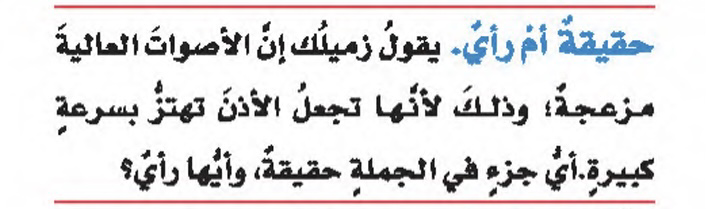 حقيقةٌ أمْ رأيٌ. يقولُ زميلُك إنَّ الأصواتَ العاليةَ
مزعجةٌ؛ وذلكَ لأنَّها تجعلُ الأذنَ تهتزُّ بسرعةٍ
كبيرةٍ.أيُّ جزءٍ في الجملةِ حقيقةٌ، وأيُّها رأيٌ؟